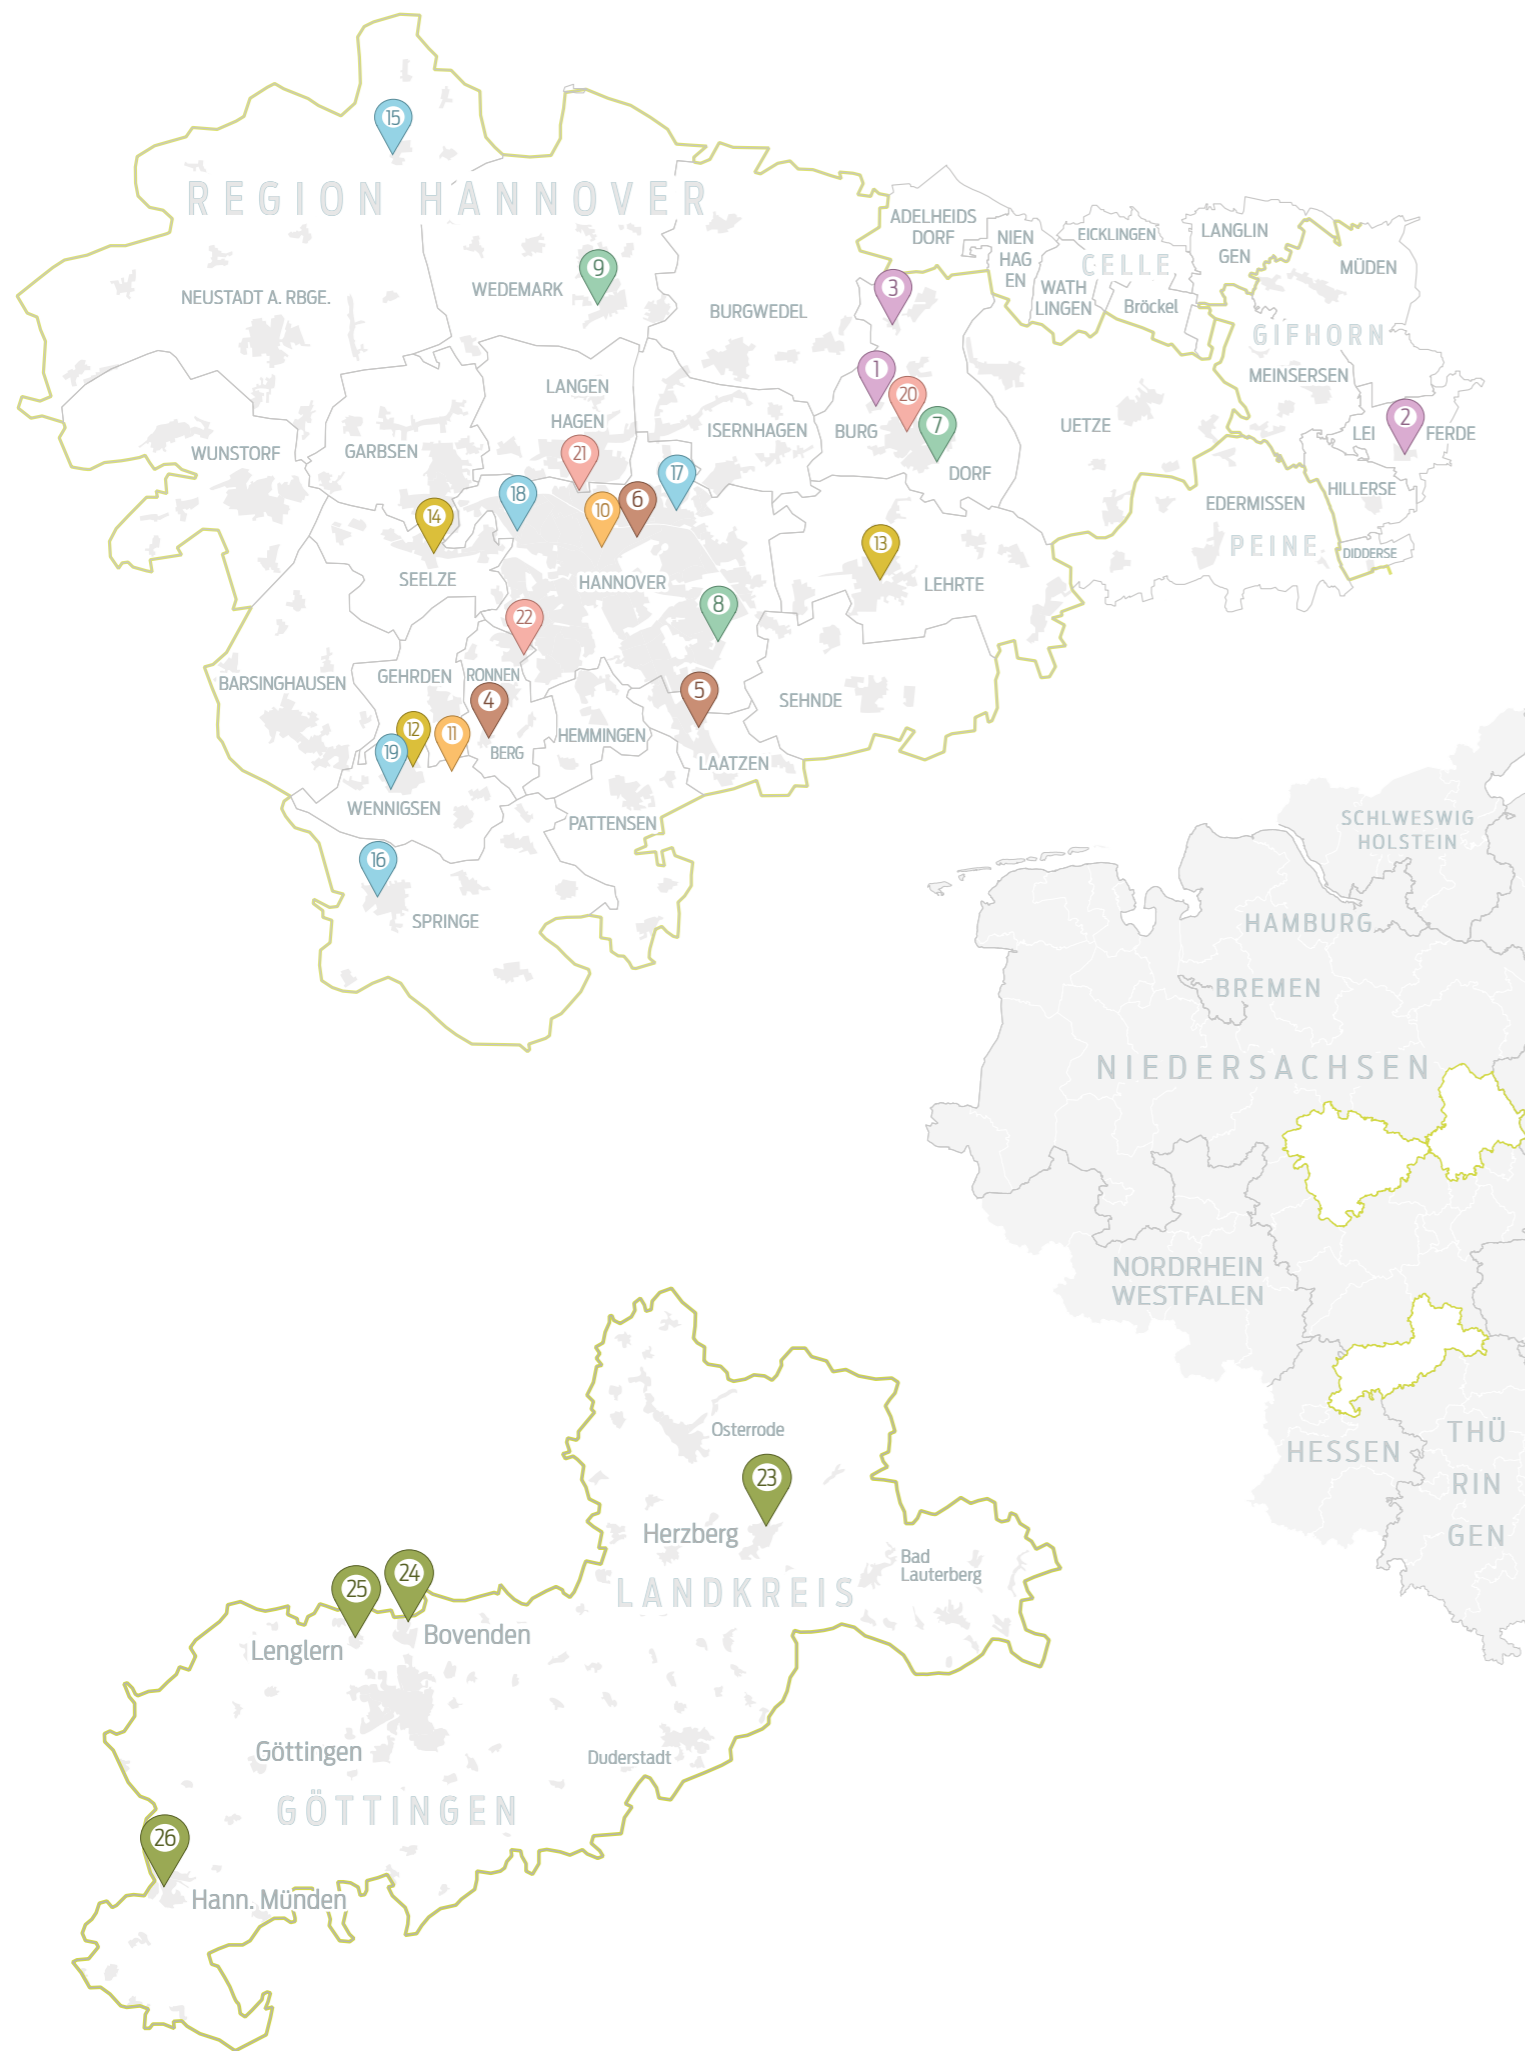 15
REGION HANNOVER
ADELHEIDS
DORF
NIEN
HAG
EN
EICKLINGEN
LANGLIN
GEN
CELLE
MÜDEN
WATH
LINGEN
Bröckel
9
WEDEMARK
NEUSTADT A. RBGE.
3
BURGWEDEL
GIFHORN
MEINSERSEN
1
20
7
2
LANGEN
HAGEN
ISERNHAGEN
BURG
DORF
UETZE
LEI
FERDE
WUNSTORF
GARBSEN
21
17
18
10
6
14
HILLERSE
EDERMISSEN
PEINE
DIDDERSE
13
SEELZE
HANNOVER
LEHRTE
8
22
BARSINGHAUSEN
GEHRDEN
RONNEN
4
BERG
5
SEHNDE
12
11
19
HEMMINGEN
LAATZEN
WENNIGSEN
PATTENSEN
16
SPRINGE
SCHLWESWIG
HOLSTEIN
HAMBURG
BREMEN
NIEDERSACHSEN
NORDRHEIN
WESTFALEN
HESSEN
THÜ
RIN
GEN
Osterrode
23
Herzberg
Bad
Lauterberg
LANDKREIS
24
25
Bovenden
Lenglern
Göttingen
Duderstadt
GÖTTINGEN
26
Hann. Münden